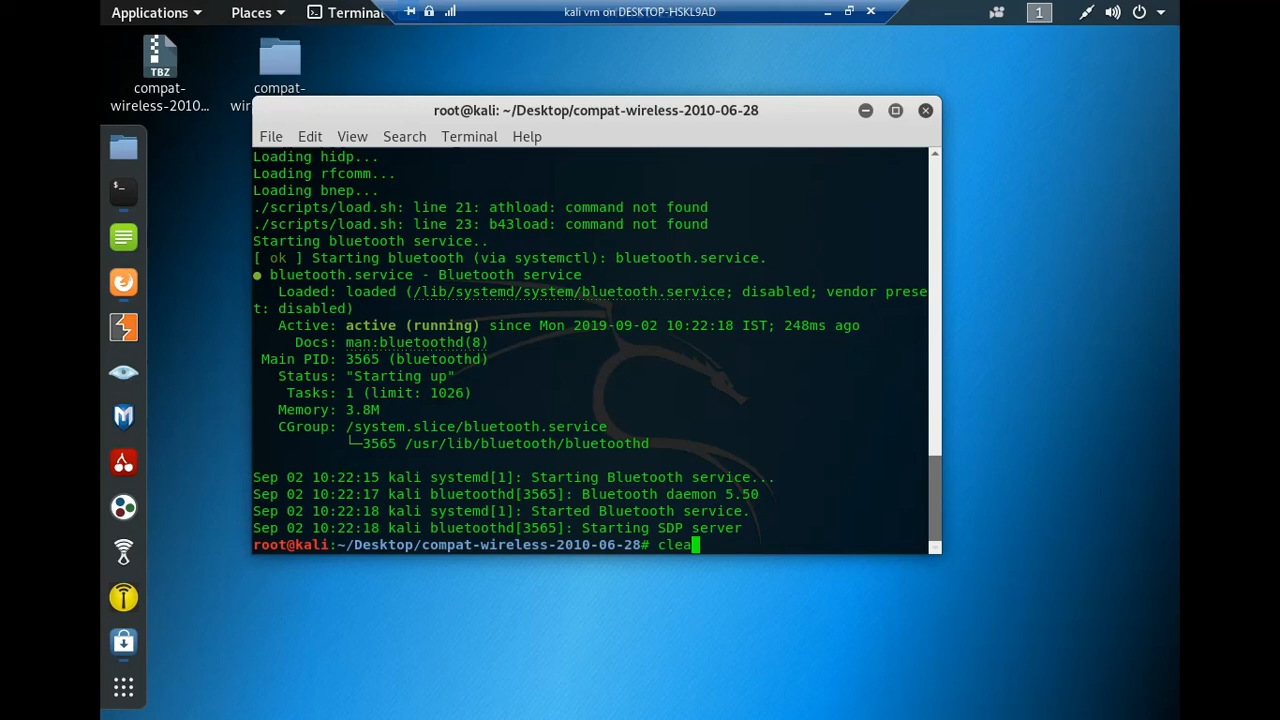 Applications
Places
Terminal
kali vm on DESKTOP-HSKL9AD
1
TBZ
compat-
wireless-2010...
compat-
root@kali: ~/Desktop/compat-wireless-2010-06-28
File Edit View Search Terminal Help
Loading hidp...
Loading rfcomm...
Loading bnep...
./scripts/load.sh: line 21: athload: command not found
./scripts/load.sh: line 23: b43load: command not found
Starting bluetooth service..
[ ok ] Starting bluetooth (via systemctl): bluetooth.service.
● bluetooth.service - Bluetooth service
Loaded: loaded (/lib/systemd/system/bluetooth.service; disabled; vendor prese
t: disabled)
Active: active (running) since Mon 2019-09-02 10:22:18 IST; 248ms ago
Docs: man:bluetoothd(8)
Main PID: 3565 (bluetoothd)
Status: "Starting up"
Tasks: 1 (limit: 1026)
Memory: 3.8M
CGroup: /system.slice/bluetooth.service
└─3565 /usr/lib/bluetooth/bluetoothd
Sep 02 10:22:15 kali systemd[1]: Starting Bluetooth service...
Sep 02 10:22:17 kali bluetoothd[3565]: Bluetooth daemon 5.50
Sep 02 10:22:18 kali systemd[1]: Started Bluetooth service.
Sep 02 10:22:18 kali bluetoothd[3565]: Starting SDP server
root@kali:~/Desktop/compat-wireless-2010-06-28# clea